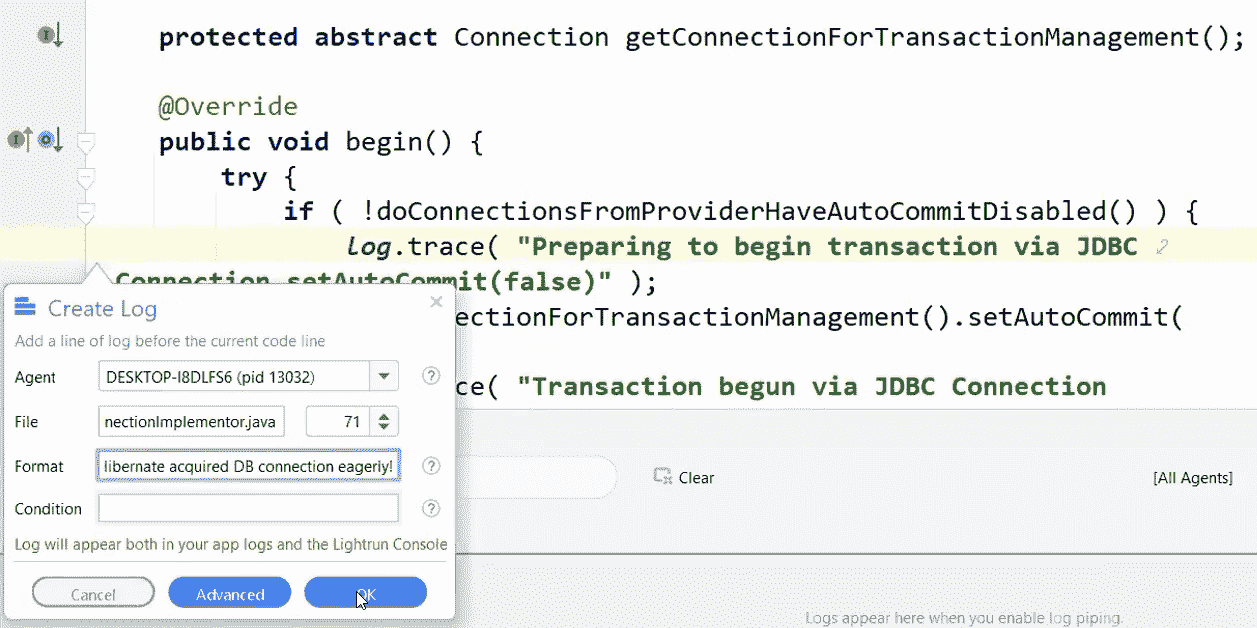 protected abstract Connection getConnectionForTransactionManagement();
@Override
public void begin() {
try {
if ( !doConnectionsFromProviderHaveAutoCommitDisabled() ) {
log.trace( "Preparing to begin transaction via JDBC
Connection.setAutoCommit(false)" );
ectionForTransactionManagement().setAutoCommit(
ce( "Transaction begun via JDBC Connection
Create Log
Add a line of log before the current code line
Agent DESKTOP-I8DLFS6 (pid 13032)
File nectionImplementor.java 71
Format libernate acquired DB connection eagerly!
Condition
Log will appear both in your app logs and the Lightrun Console
Cancel Advanced OK
Clear [All Agents]
Logs appear here when you enable log piping.